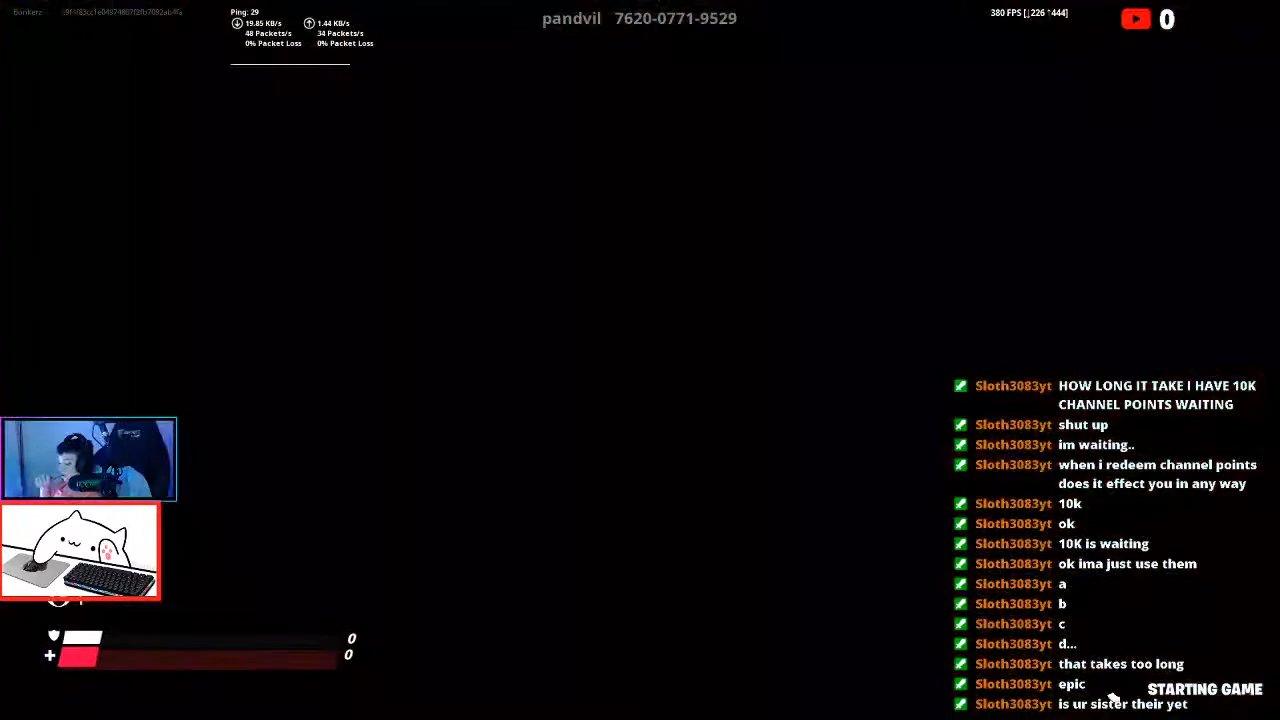 Bonkerz
Ping: 29
19.85 KB/s
1.44 KB/s
48 Packets/s
34 Packets/s
0% Packet Loss
0% Packet Loss
pandvil 7620-0771-9529
380 FPS [↓226 ↑444]
0
Sloth3083yt HOW LONG IT TAKE I HAVE 10K
CHANNEL POINTS WAITING
Sloth3083yt shut up
Sloth3083yt im waiting..
Sloth3083yt when i redeem channel points
does it effect you in any way
Sloth3083yt 10k
Sloth3083yt ok
Sloth3083yt 10K is waiting
Sloth3083yt ok ima just use them
Sloth3083yt a
Sloth3083yt b
Sloth3083yt c
Sloth3083yt d...
Sloth3083yt that takes too long
Sloth3083yt epic
Sloth3083yt is ur sister their yet
STARTING GAME
0
0